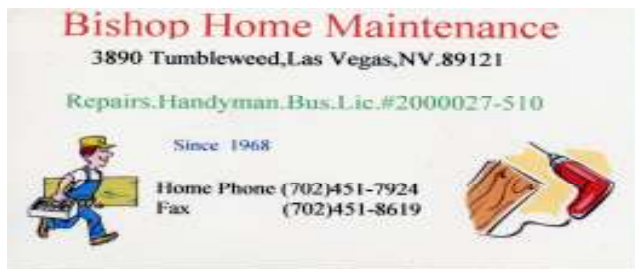 Bishop Home Maintenance
3890 Tumbleweed,Las Vegas,NV.89121
Repairs.Handyman.Bus.Lic.#2000027-510
Since 1968
Home Phone (702)451-7924
Fax (702)451-8619